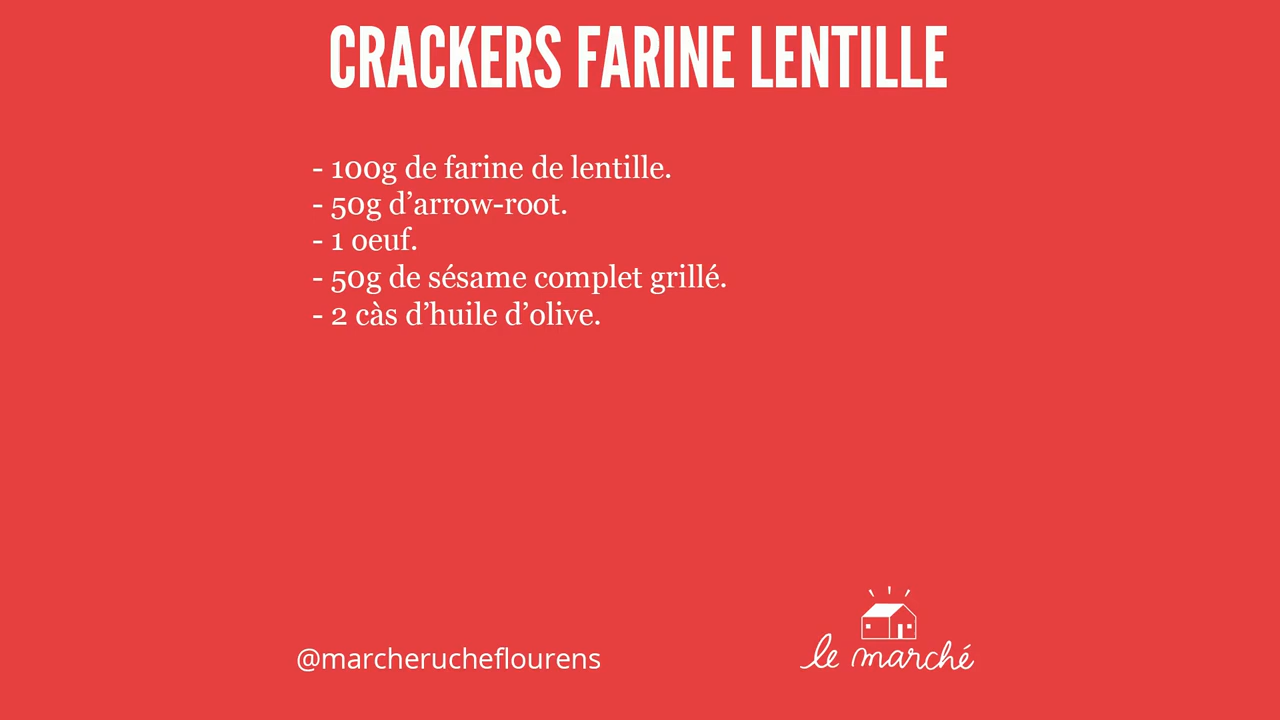 CRACKERS FARINE LENTILLE
- 100g de farine de lentille.
- 50g d’arrow-root.
- 1 oeuf.
- 50g de sésame complet grillé.
- 2 càs d’huile d’olive.
@marcherucheflourens
le marché